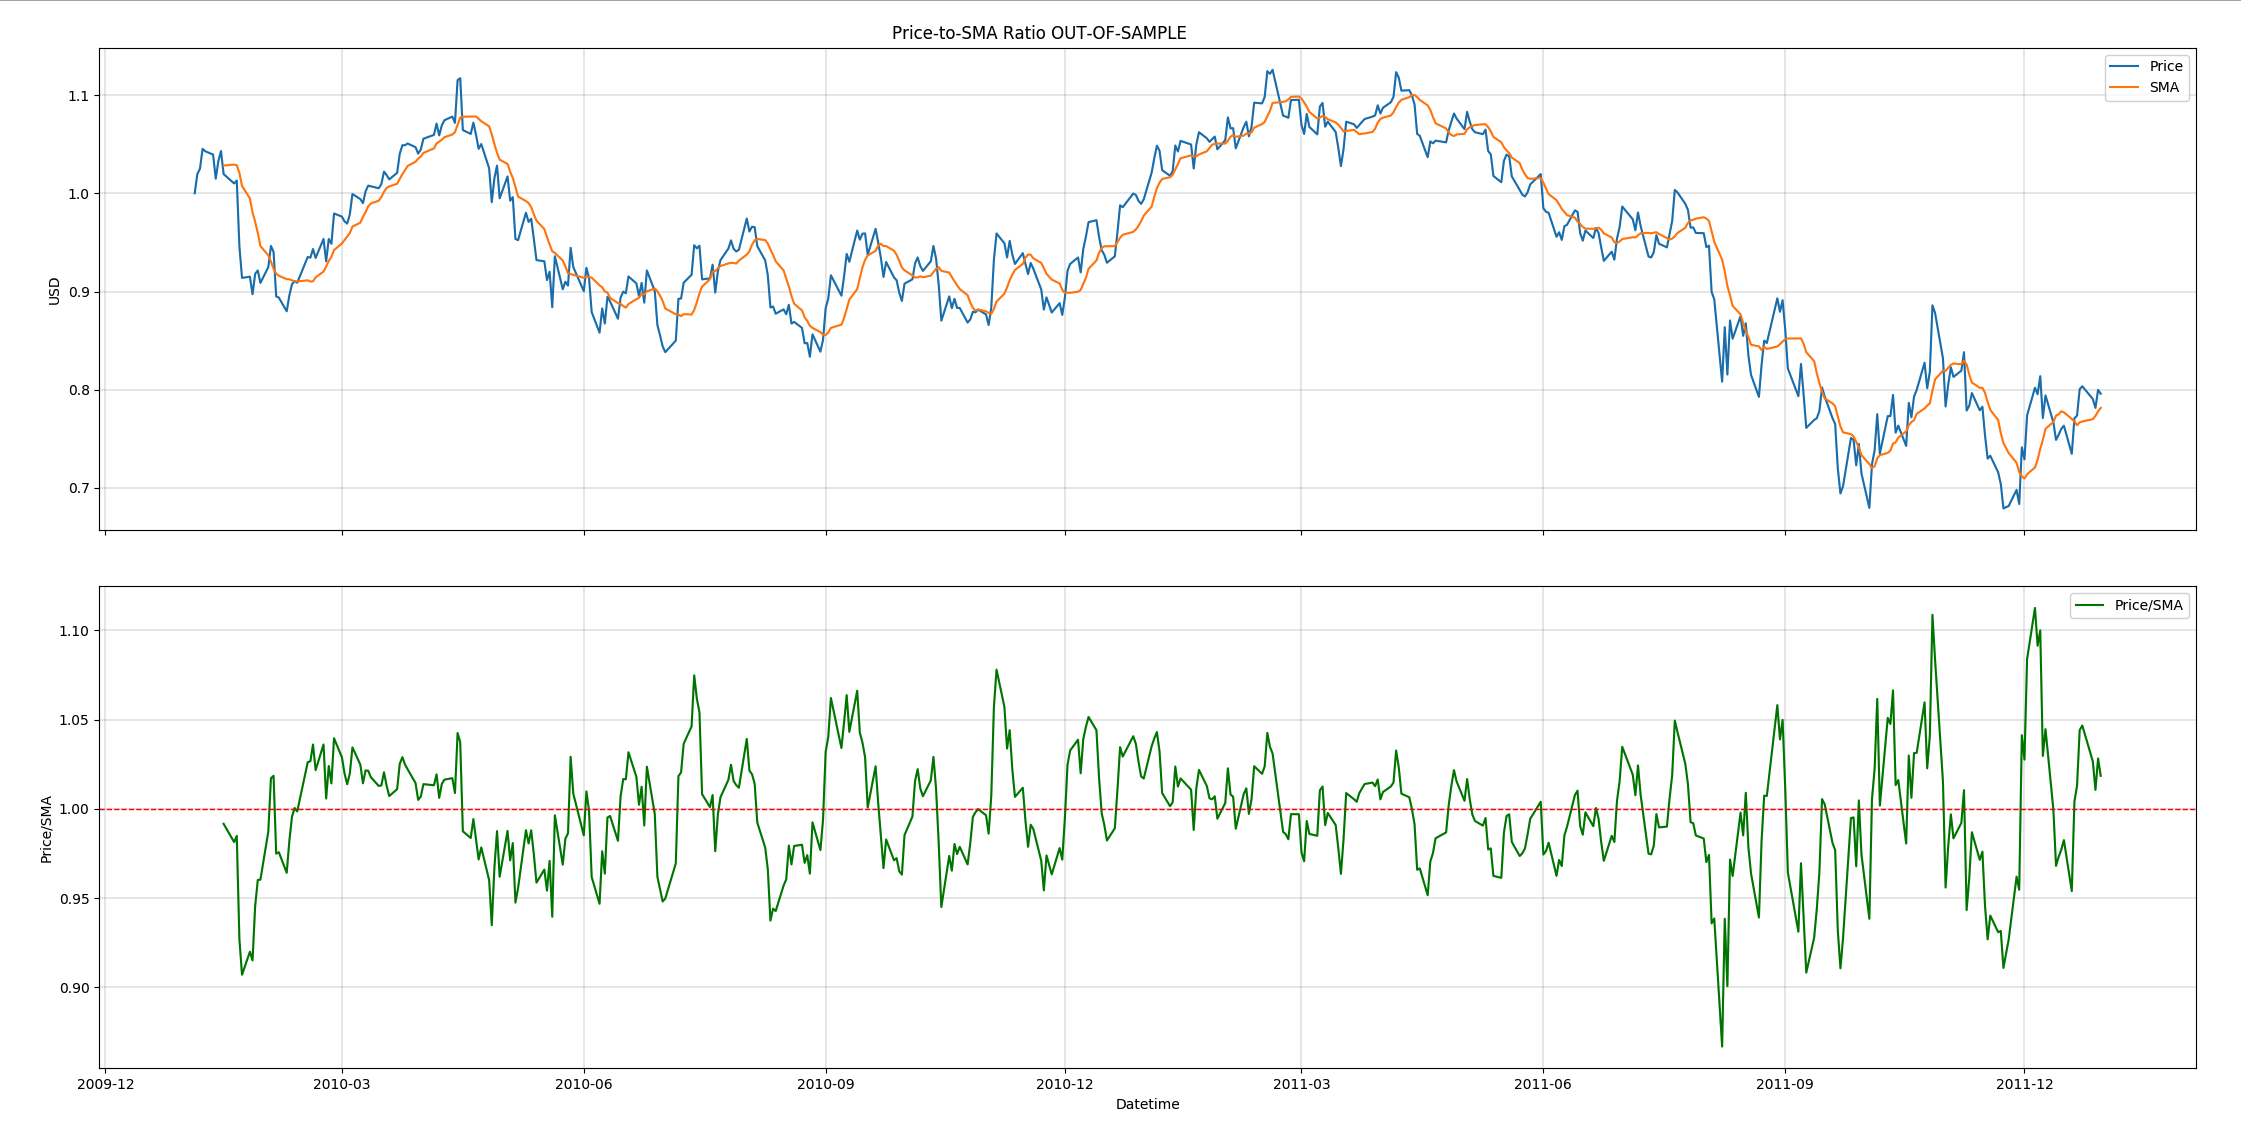 Price-to-SMA Ratio OUT-OF-SAMPLE
Price
SMA
1.1
1.0
0.9
0.8
0.7
USD
Price/SMA
1.10
1.05
1.00
0.95
0.90
Price/SMA
2009-12 2010-03 2010-06 2010-09 2010-12 2011-03 2011-06 2011-09 2011-12
Datetime